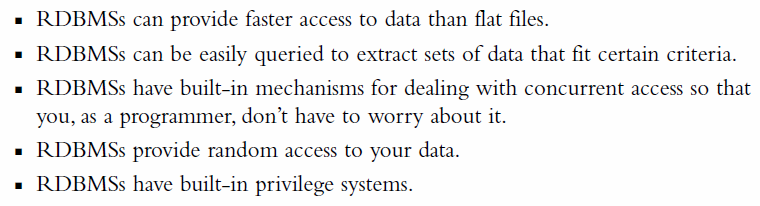 ▪ RDBMSs can provide faster access to data than flat files.
▪ RDBMSs can be easily queried to extract sets of data that fit certain criteria.
▪ RDBMSs have built-in mechanisms for dealing with concurrent access so that
you, as a programmer, don’t have to worry about it.
▪ RDBMSs provide random access to your data.
▪ RDBMSs have built-in privilege systems.